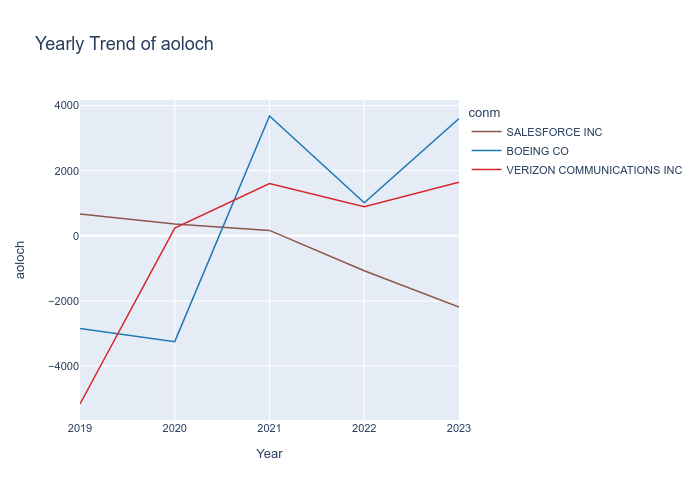 Yearly Trend of aoloch
conm
SALESFORCE INC
BOEING CO
VERIZON COMMUNICATIONS INC
aoloch
4000
2000
0
−2000
−4000
2019 2020 2021 2022 2023
Year